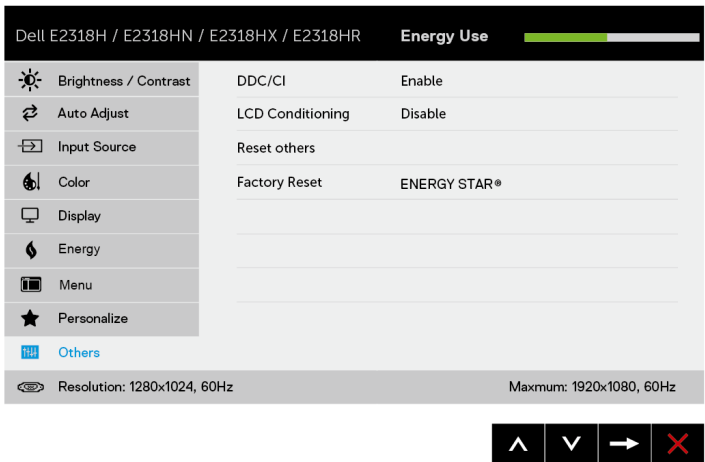 Dell E2318H / E2318HN / E2318HX / E2318HR Energy Use
Brightness / Contrast DDC/CI Enable
Auto Adjust LCD Conditioning Disable
Input Source Reset others
Color Factory Reset ENERGY STAR®
Display
Energy
Menu
Personalize
Others
Resolution: 1280x1024, 60Hz Maxmum: 1920x1080, 60Hz